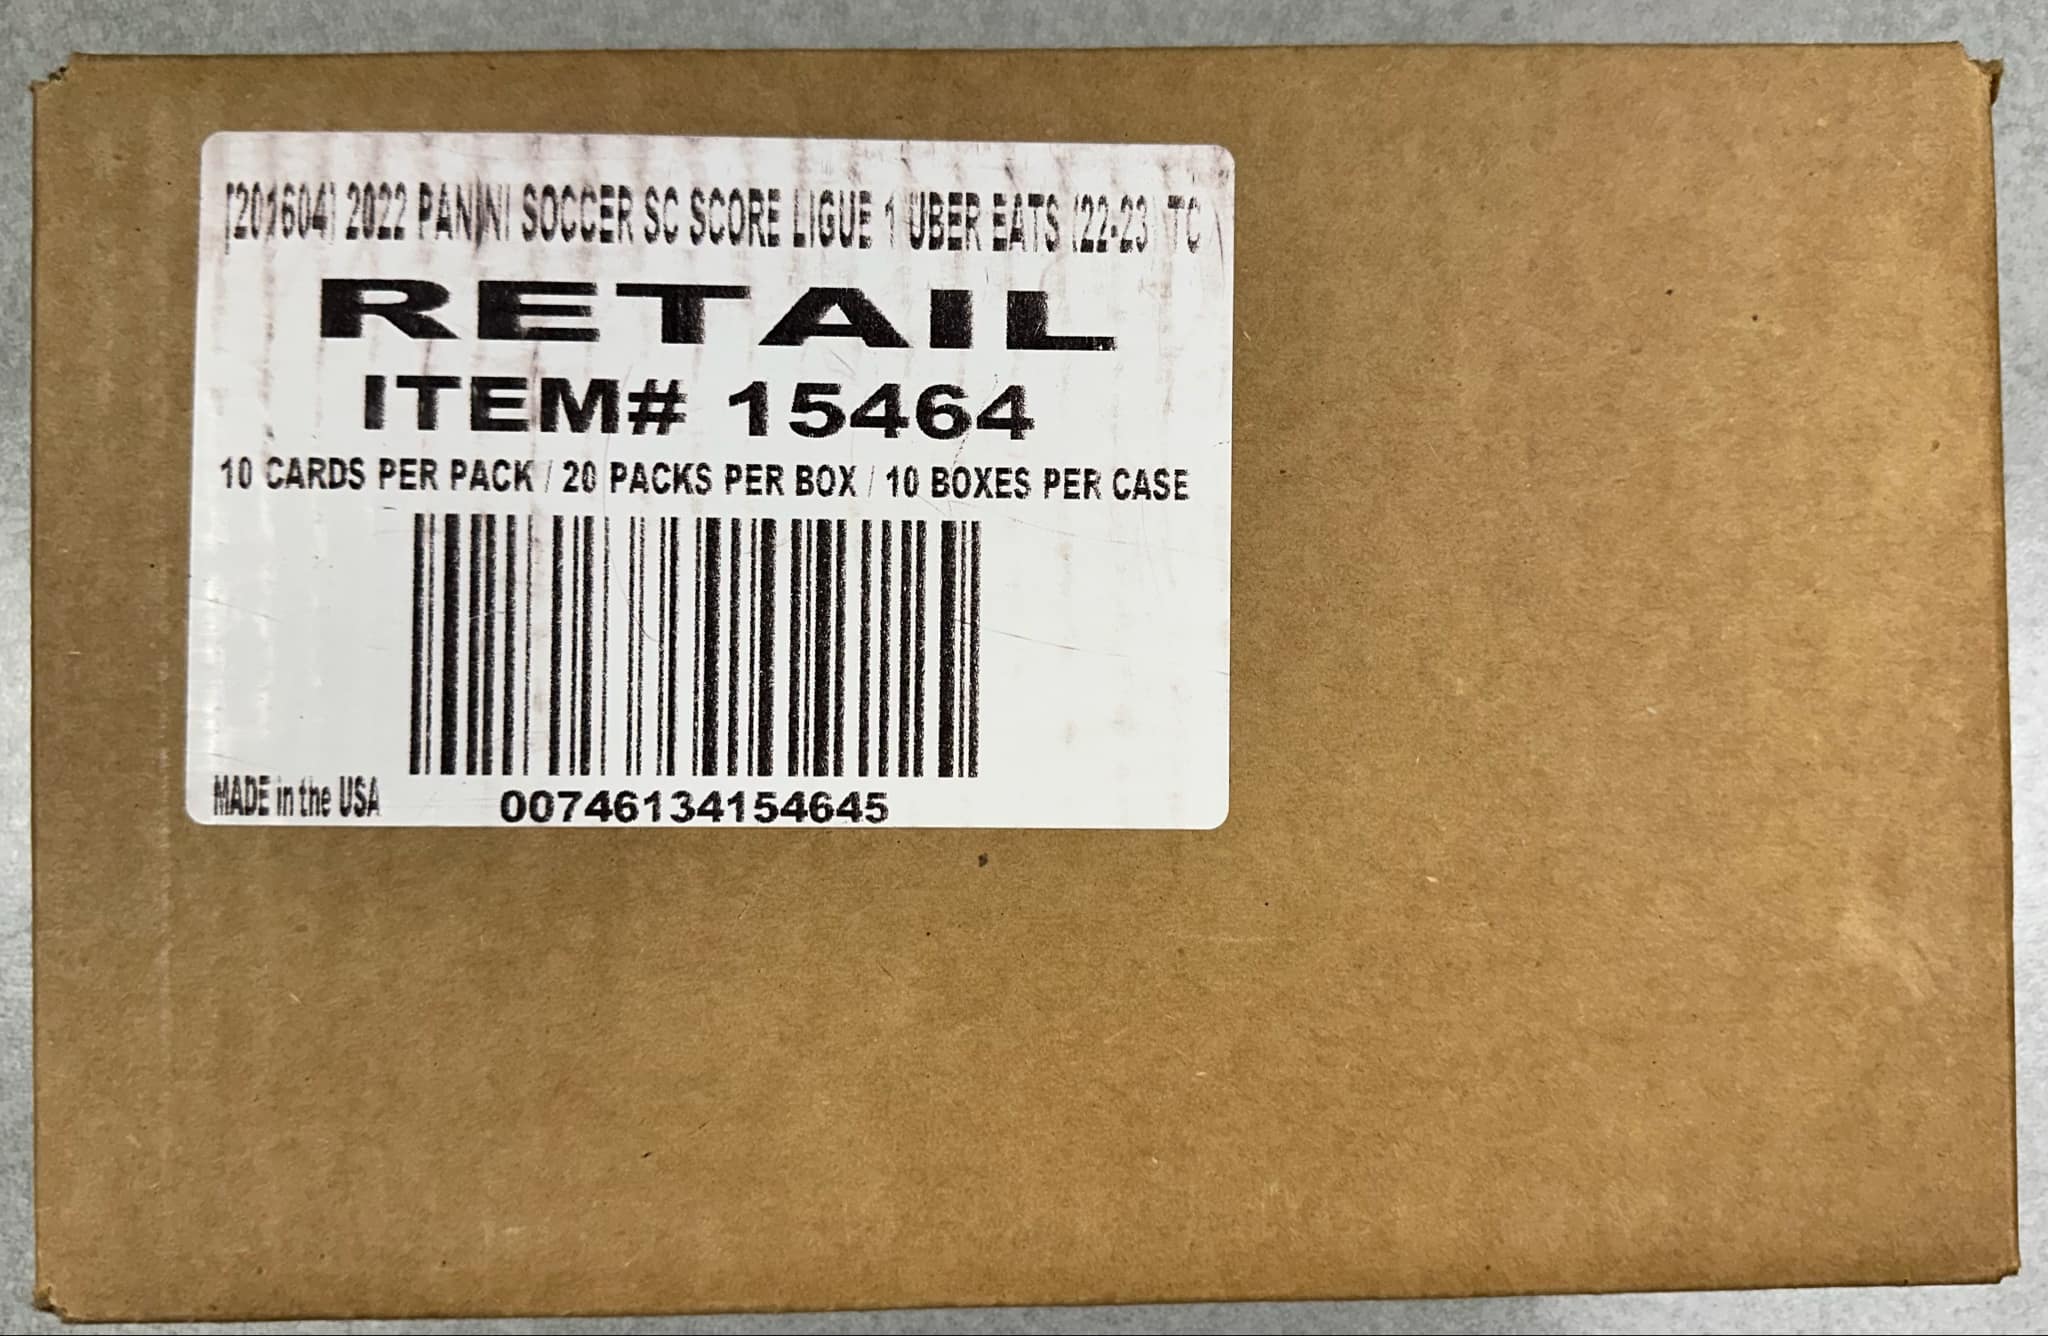 [201604] 2022 PANINI SOCCER SC SCORE LIGUE 1 UBER EATS (22-23) TC
RETAIL
ITEM# 15464
10 CARDS PER PACK / 20 PACKS PER BOX / 10 BOXES PER CASE
MADE in the USA
00746134154645